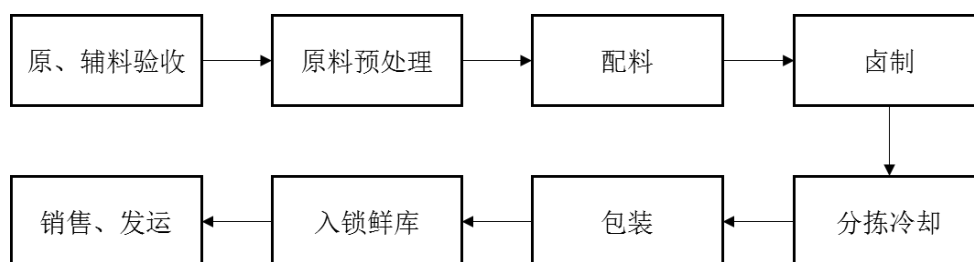 原、辅料验收
原料预处理
配料
卤制
分拣冷却
包装
入锁鲜库
销售、发运